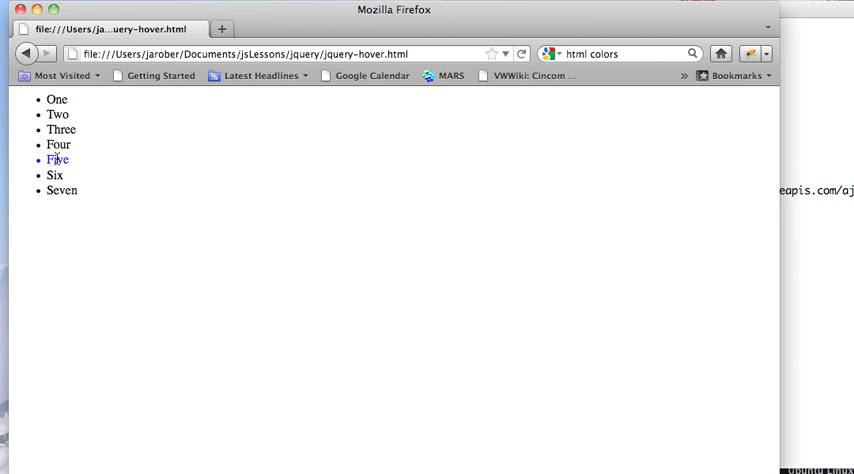 Mozilla Firefox
file:///Users/ja...uery-hover.html
file:///Users/jarober/Documents/jsLessons/jquery/jquery-hover.html
html colors
Most Visited
Getting Started
Latest Headlines
Google Calendar
MARS
VWWiki: Cincom ...
»
Bookmarks
• One
• Two
• Three
• Four
• Five
• Six
• Seven
eapis.com/aj
Ubuntu Linux